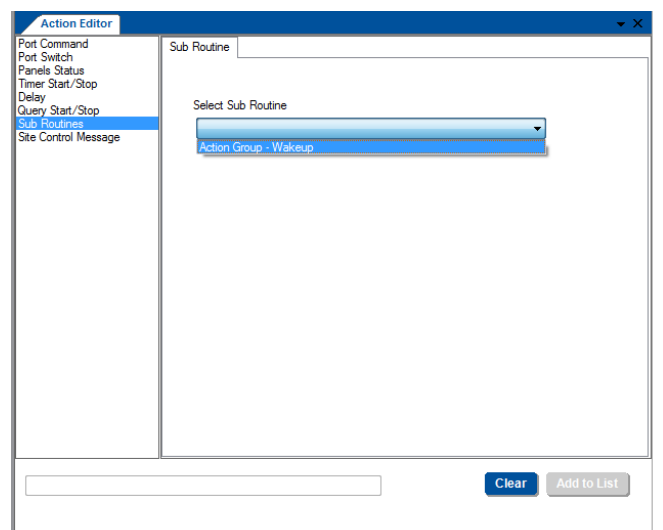 Action Editor
Port Command
Port Switch
Panels Status
Timer Start/Stop
Delay
Query Start/Stop
Sub Routines
Site Control Message
Sub Routine
Select Sub Routine
Action Group - Wakeup
Clear
Add to List